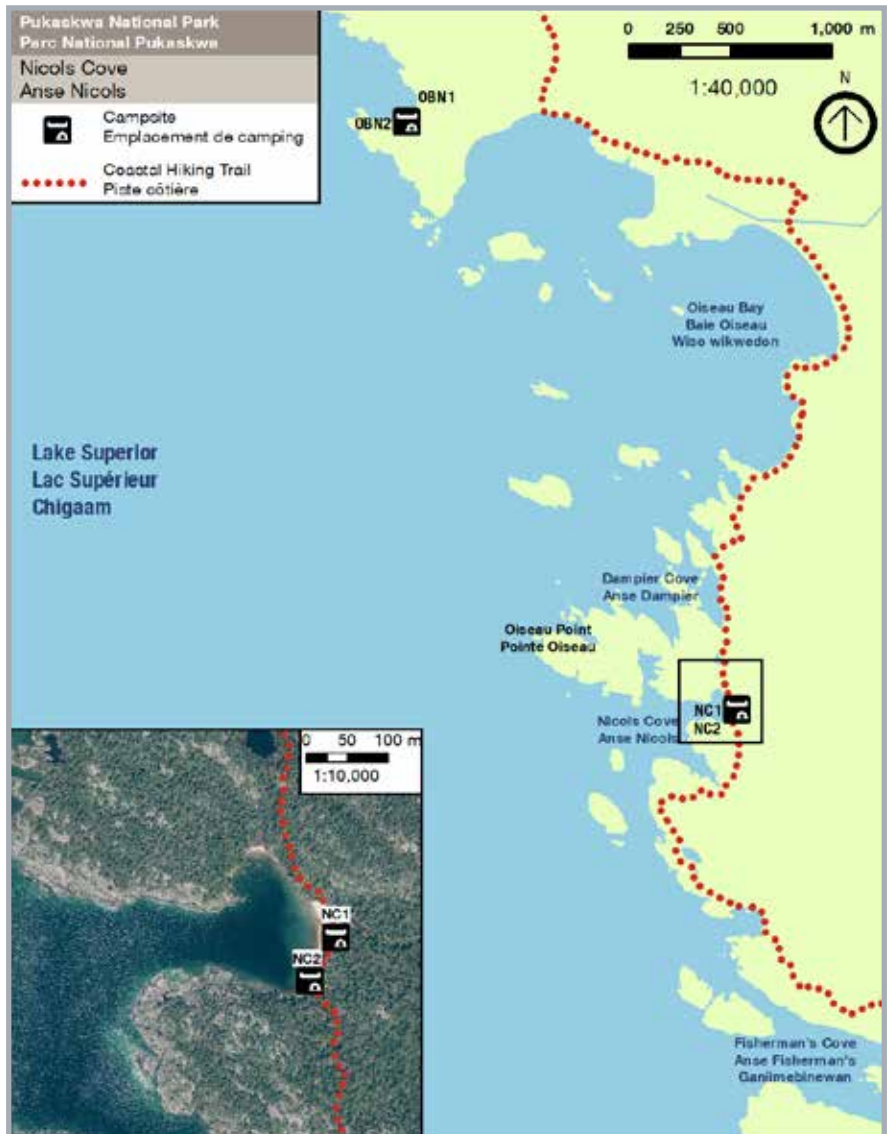 Pukaskwa National Park
Parc National Pukaskwa
Nicols Cove
Anse Nicols
Campsite
Emplacement de camping
Coastal Hiking Trail
Piste côtière
0 250 500 1,000 m
1:40,000
N
OBN1
OBN2
Oiseau Bay
Baie Oiseau
Wiso wikwedon
Lake Superior
Lac Supérieur
Chigaam
Dampier Cove
Anse Dampier
Oiseau Point
Pointe Oiseau
NC1
NC2
Nicols Cove
Anse Nicols
0 50 100 m
1:10,000
NC1
NC2
Fisherman's Cove
Anse Fisherman's
Ganiimebinewan